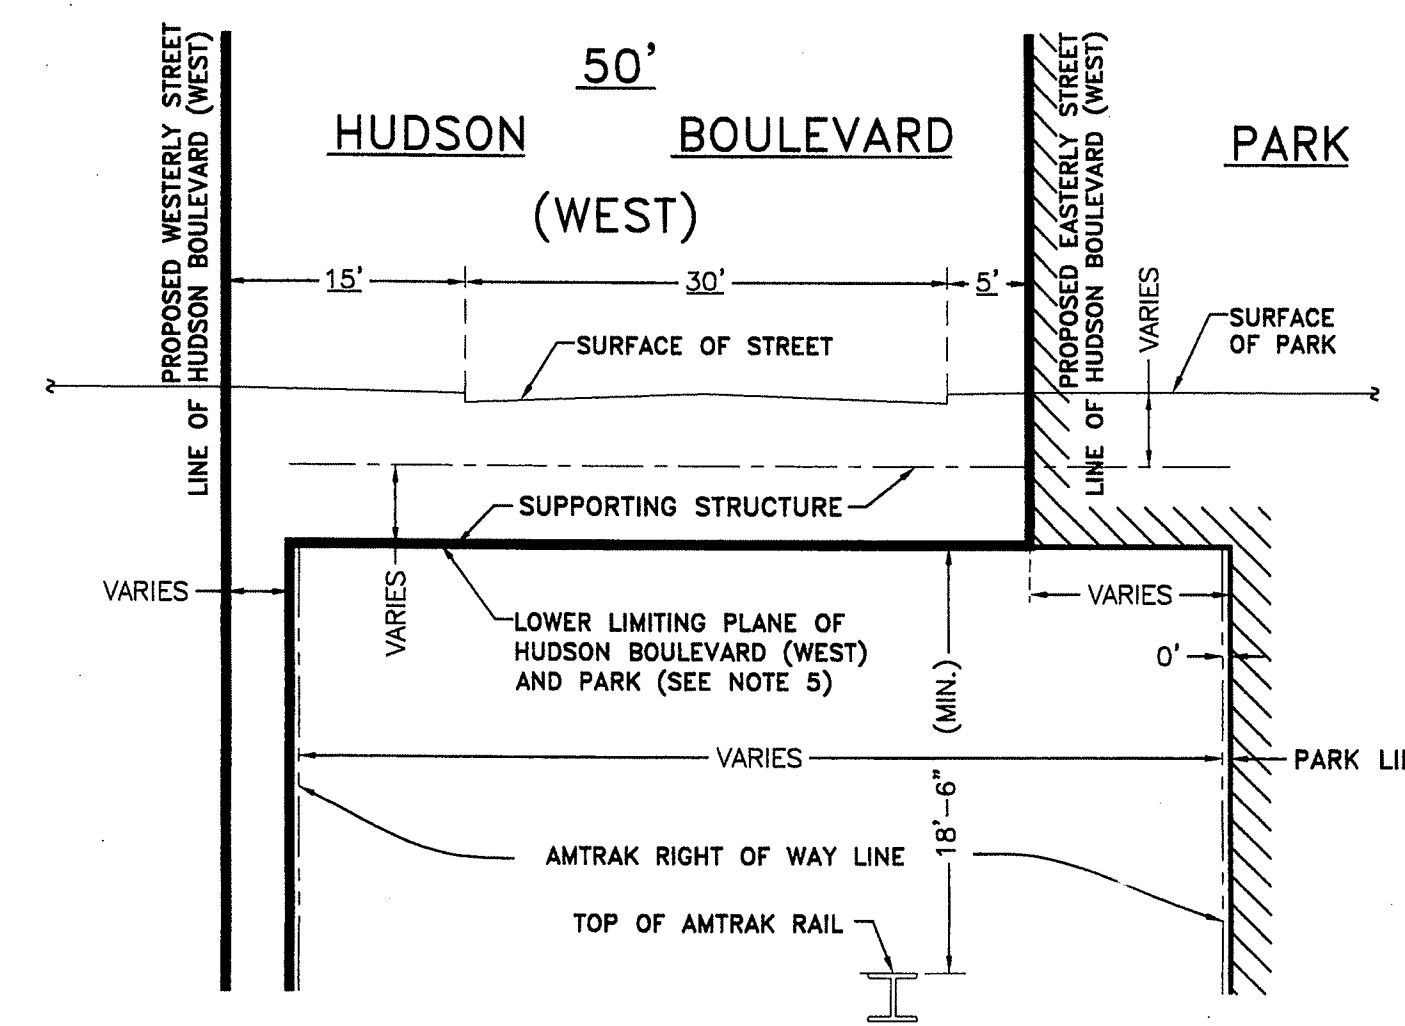 50'
HUDSON BOULEVARD
(WEST)
PARK
PROPOSED WESTERLY STREET
LINE OF HUDSON BOULEVARD (WEST)
PROPOSED EASTERLY STREET
LINE OF HUDSON BOULEVARD (WEST)
15'
30'
5'
VARIES
SURFACE
OF PARK
SURFACE OF STREET
SUPPORTING STRUCTURE
VARIES
VARIES
VARIES
LOWER LIMITING PLANE OF
HUDSON BOULEVARD (WEST)
AND PARK (SEE NOTE 5)
0'
18'-6" (MIN.)
VARIES
PARK LI
AMTRAK RIGHT OF WAY LINE
TOP OF AMTRAK RAIL